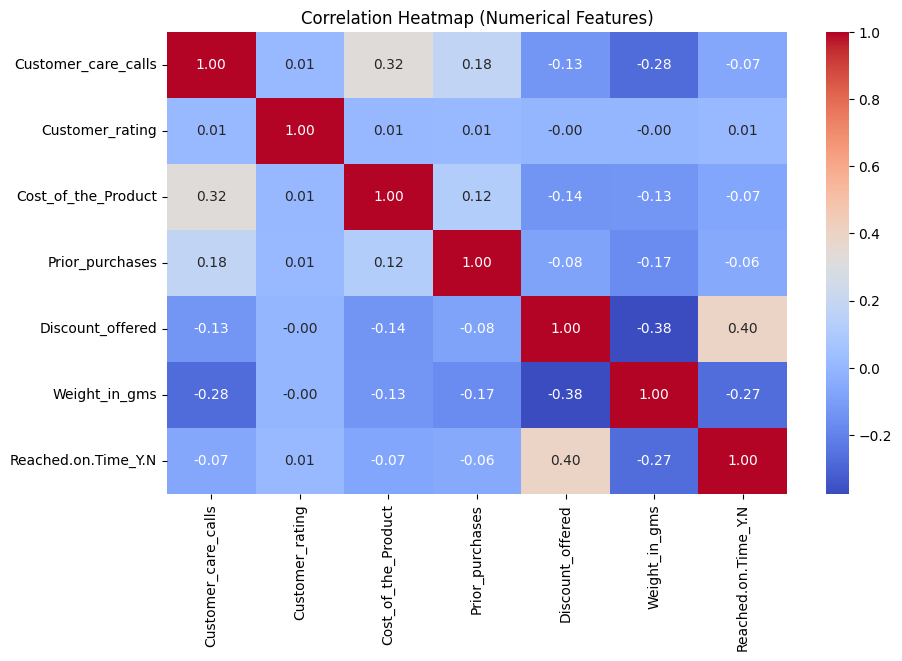 Correlation Heatmap (Numerical Features)
Customer_care_calls 1.00 0.01 0.32 0.18 -0.13 -0.28 -0.07
Customer_rating 0.01 1.00 0.01 0.01 -0.00 -0.00 0.01
Cost_of_the_Product 0.32 0.01 1.00 0.12 -0.14 -0.13 -0.07
Prior_purchases 0.18 0.01 0.12 1.00 -0.08 -0.17 -0.06
Discount_offered -0.13 -0.00 -0.14 -0.08 1.00 -0.38 0.40
Weight_in_gms -0.28 -0.00 -0.13 -0.17 -0.38 1.00 -0.27
Reached.on.Time_Y.N -0.07 0.01 -0.07 -0.06 0.40 -0.27 1.00
Customer_care_calls
Customer_rating
Cost_of_the_Product
Prior_purchases
Discount_offered
Weight_in_gms
Reached.on.Time_Y.N
1.0
0.8
0.6
0.4
0.2
0.0
−0.2